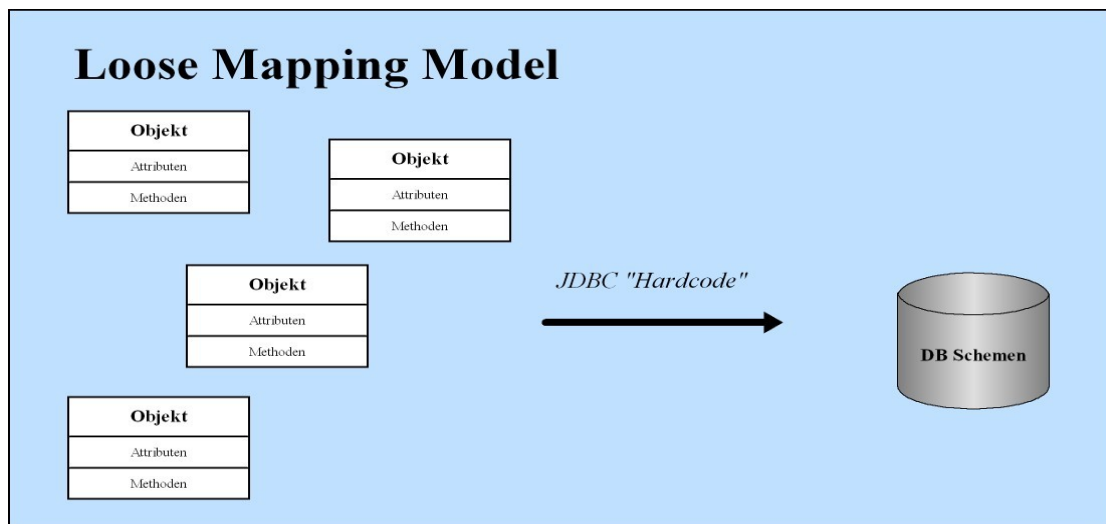 Loose Mapping Model
Objekt
Attributen
Methoden
Objekt
Attributen
Methoden
Objekt
Attributen
Methoden
JDBC "Hardcode"
DB Schemen
Objekt
Attributen
Methoden